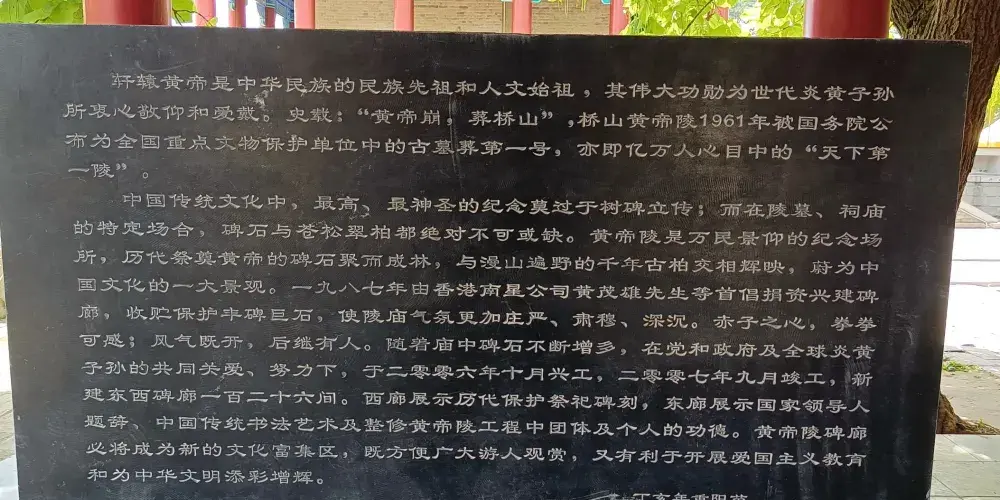 轩辕黄帝是中华民族的民族先祖和人文始祖，其伟大功勋为世代炎黄子孙
所衷心敬仰和爱戴。史载：“黄帝崩，葬桥山”，桥山黄帝陵1961年被国务院公
布为全国重点文物保护单位中的古墓葬第一号，亦即亿万人心目中的“天下第
一陵”。
中国传统文化中，最高、最神圣的纪念莫过于树碑立传；而在陵墓、祠庙
的特定场合，碑石与苍松翠柏都绝对不可或缺。黄帝陵是万民景仰的纪念场
所，历代祭奠黄帝的碑石聚而成林，与漫山遍野的千年古柏交相辉映，蔚为中
国文化的一大景观。一九八七年由香港南星公司黄茂雄先生等首倡捐资兴建碑
廊，收贮保护丰碑巨石，使陵庙气氛更加庄严、肃穆、深沉。赤子之心，拳拳
可感；风气既开，后继有人。随着庙中碑石不断增多，在党和政府及全球炎黄
子孙的共同关爱、努力下，于二零零六年十月兴工，二零零七年九月竣工，新
建东西碑廊一百二十六间。西廊展示历代保护祭祀碑刻，东廊展示国家领导人
题辞、中国传统书法艺术及整修黄帝陵工程中团体及个人的功德。黄帝陵碑廊
必将成为新的文化富集区，既方便广大游人观赏，又有利于开展爱国主义教育
和为中华文明添彩增辉。
丁亥年重阳节